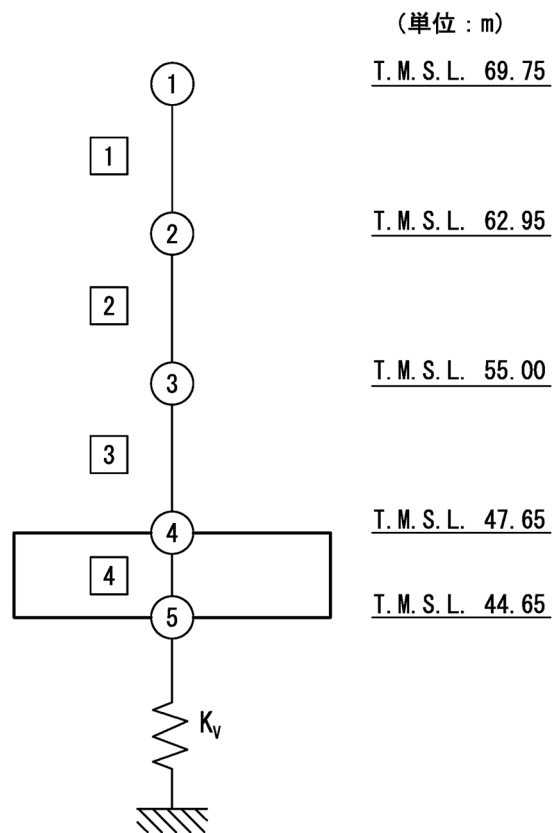 (単位：m)
① T.M.S.L. 69.75
1
② T.M.S.L. 62.95
2
③ T.M.S.L. 55.00
3
④ T.M.S.L. 47.65
4
⑤ T.M.S.L. 44.65
Kv